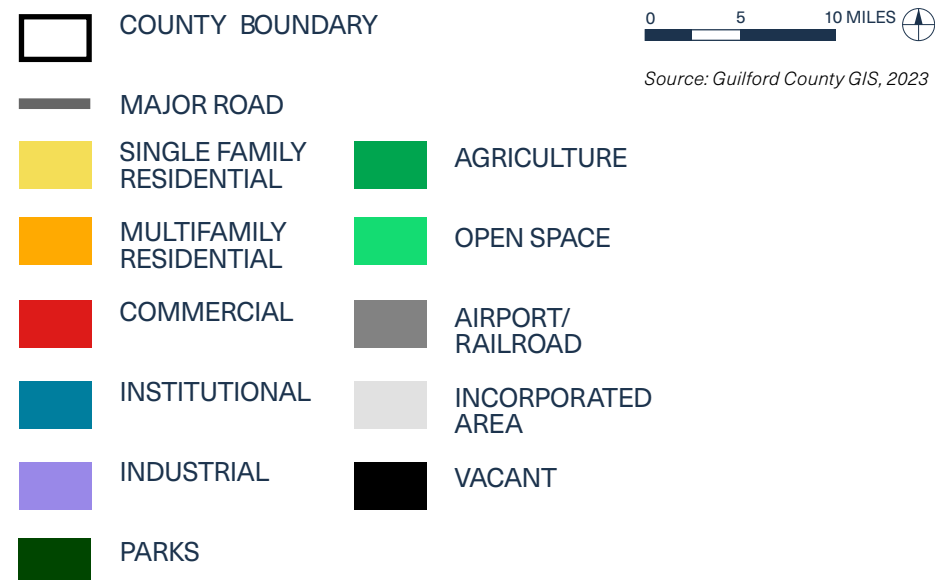 COUNTY BOUNDARY
MAJOR ROAD
SINGLE FAMILY
RESIDENTIAL
MULTIFAMILY
RESIDENTIAL
COMMERCIAL
INSTITUTIONAL
INDUSTRIAL
PARKS
AGRICULTURE
OPEN SPACE
AIRPORT/
RAILROAD
INCORPORATED
AREA
VACANT
0 5 10 MILES
Source: Guilford County GIS, 2023